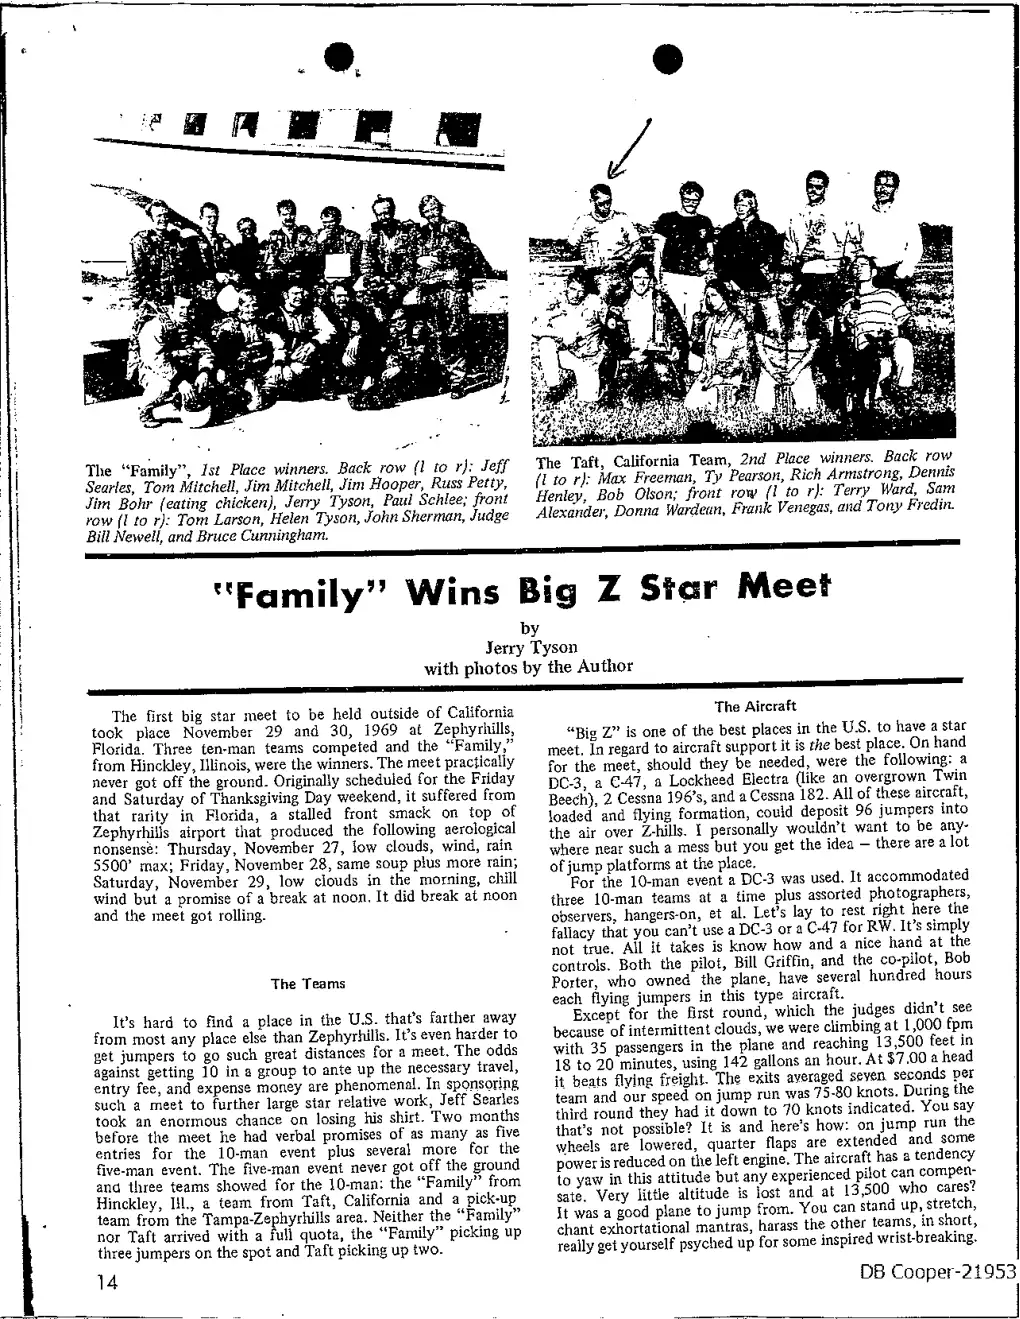 The "Family", 1st Place winners. Back row (l to r): Jeff
Searles, Tom Mitchell, Jim Mitchell, Jim Hooper, Russ Petty,
Jim Bohr (eating chicken), Jerry Tyson, Paul Schlee; front
row (l to r): Tom Larson, Helen Tyson, John Sherman, Judge
Bill Newell, and Bruce Cunningham.
The Taft, California Team, 2nd Place winners. Back row
(l to r): Max Freeman, Ty Pearson, Rich Armstrong, Dennis
Henley, Bob Olson; front row (l to r): Terry Ward, Sam
Alexander, Donna Wardean, Frank Venegas, and Tony Fredin.
"Family" Wins Big Z Star Meet
by
Jerry Tyson
with photos by the Author
The first big star meet to be held outside of California
took place November 29 and 30, 1969 at Zephyrhills,
Florida. Three ten-man teams competed and the "Family,"
from Hinckley, Illinois, were the winners. The meet practically
never got off the ground. Originally scheduled for the Friday
and Saturday of Thanksgiving Day weekend, it suffered from
that rarity in Florida, a stalled front smack on top of
Zephyrhills airport that produced the following aerological
nonsense: Thursday, November 27, low clouds, wind, rain
5500' max; Friday, November 28, same soup plus more rain;
Saturday, November 29, low clouds in the morning, chill
wind but a promise of a break at noon. It did break at noon
and the meet got rolling.
The Teams
It's hard to find a place in the U.S. that's farther away
from most any place else than Zephyrhills. It's even harder to
get jumpers to go such great distances for a meet. The odds
against getting 10 in a group to ante up the necessary travel,
entry fee, and expense money are phenomenal. In sponsoring
such a meet to further large star relative work, Jeff Searles
took an enormous chance on losing his shirt. Two months
before the meet he had verbal promises of as many as five
entries for the 10-man event plus several more for the
five-man event. The five-man event never got off the ground
and three teams showed for the 10-man: the "Family" from
Hinckley, Ill., a team from Taft, California and a pick-up
team from the Tampa-Zephyrhills area. Neither the "Family"
nor Taft arrived with a full quota, the "Family" picking up
three jumpers on the spot and Taft picking up two.
14
The Aircraft
"Big Z" is one of the best places in the U.S. to have a star
meet. In regard to aircraft support it is the best place. On hand
for the meet, should they be needed, were the following: a
DC-3, a C-47, a Lockheed Electra (like an overgrown Twin
Beech), 2 Cessna 196's, and a Cessna 182. All of these aircraft,
loaded and flying formation, could deposit 96 jumpers into
the air over Z-hills. I personally wouldn't want to be any-
where near such a mess but you get the idea — there are a lot
of jump platforms at the place.
For the 10-man event a DC-3 was used. It accommodated
three 10-man teams at a time plus assorted photographers,
observers, hangers-on, et al. Let's lay to rest right here the
fallacy that you can't use a DC-3 or a C-47 for RW. It's simply
not true. All it takes is know how and a nice hand at the
controls. Both the pilot, Bill Griffin, and the co-pilot, Bob
Porter, who owned the plane, have several hundred hours
each flying jumpers in this type aircraft.
Except for the first round, which the judges didn't see
because of intermittent clouds, we were climbing at 1,000 fpm
with 35 passengers in the plane and reaching 13,500 feet in
18 to 20 minutes, using 142 gallons an hour. At $7.00 a head
it beats flying freight. The exits averaged seven seconds per
team and our speed on jump run was 75-80 knots. During the
third round they had it down to 70 knots indicated. You say
that's not possible? It is and here's how: on jump run the
wheels are lowered, quarter flaps are extended and some
power is reduced on the left engine. The aircraft has a tendency
to yaw in this attitude but any experienced pilot can compen-
sate. Very little altitude is lost and at 13,500 who cares?
It was a good plane to jump from. You can stand up, stretch,
chant exhortational mantras, harass the other teams, in short,
really get yourself psyched up for some inspired wrist-breaking.
DB Cooper-21953